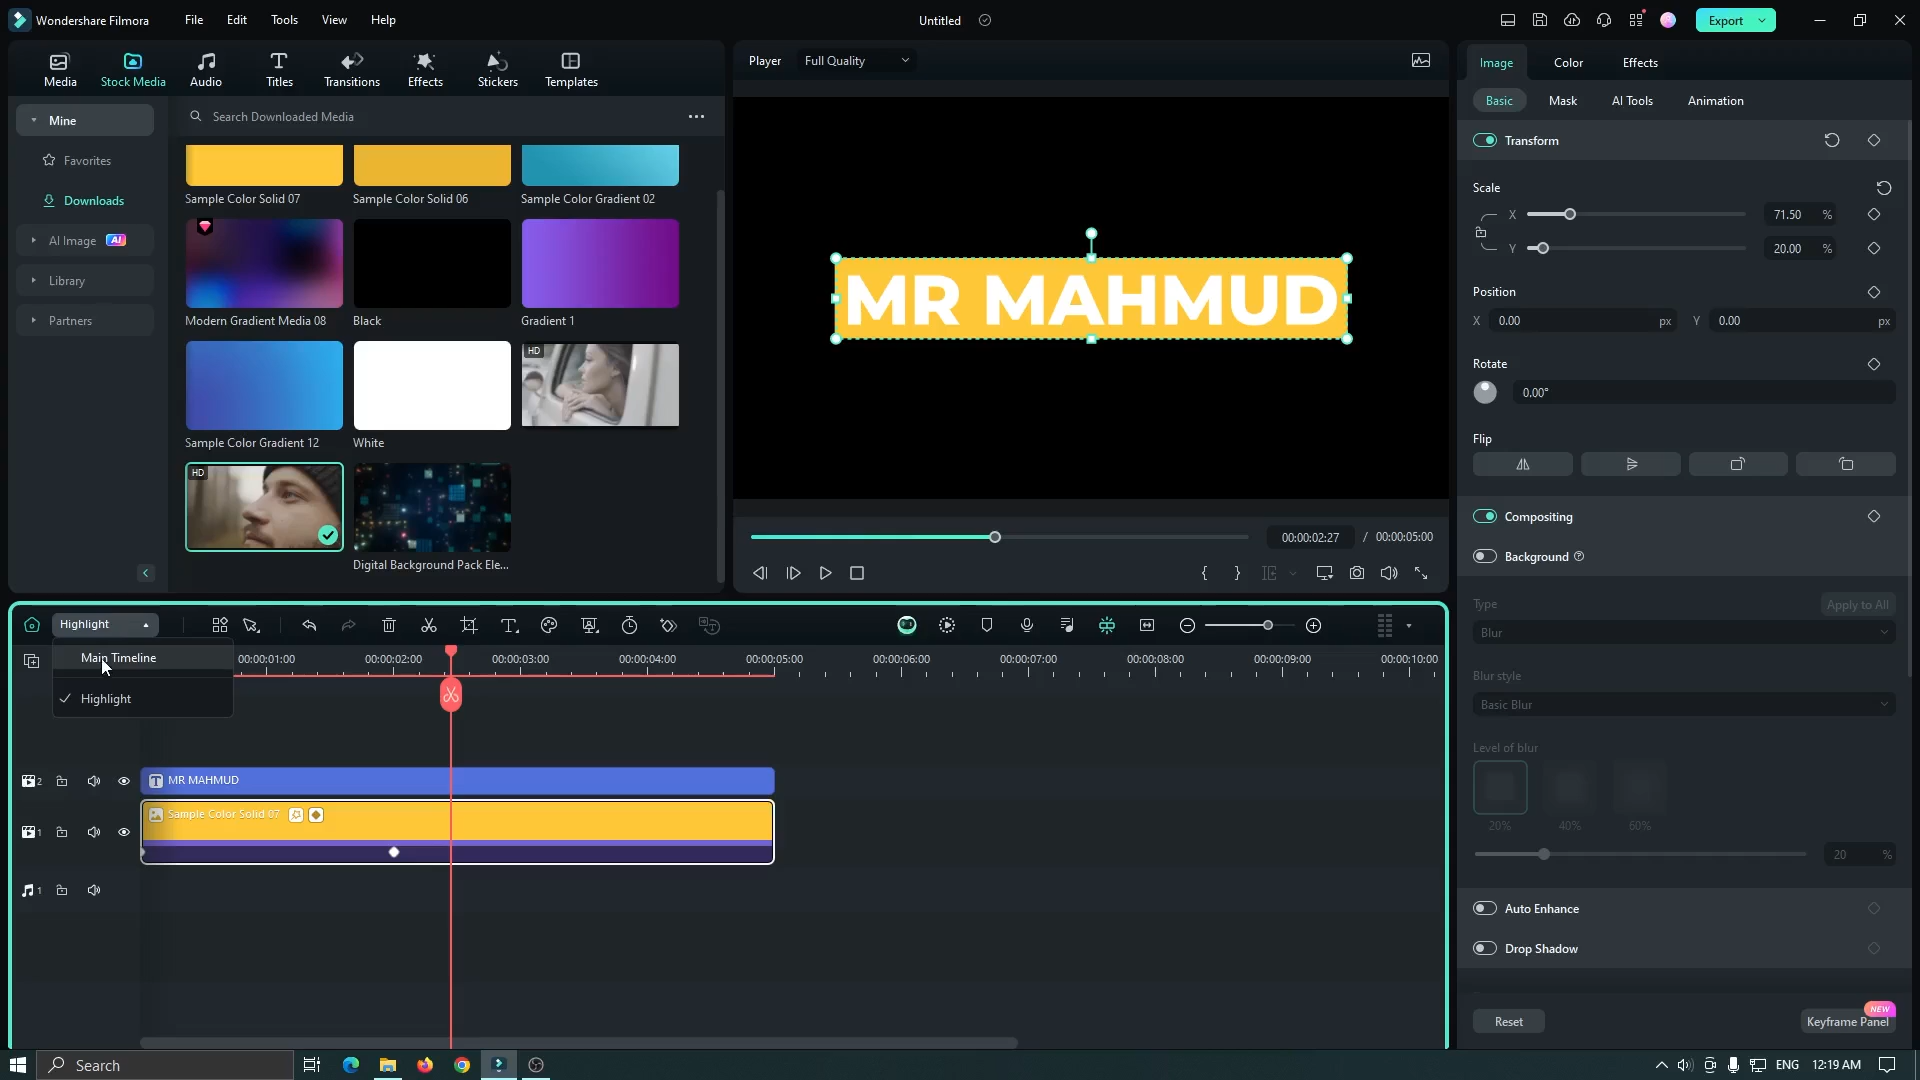 Wondershare Filmora
File
Edit
Tools
View
Help
Untitled
Export
Media
Stock Media
Audio
Titles
Transitions
Effects
Stickers
Templates
Player
Full Quality
Image
Color
Effects
Mine
Search Downloaded Media
Basic
Mask
AI Tools
Animation
Favorites
Downloads
AI Image
AI
Library
Partners
Sample Color Solid 07
Sample Color Solid 06
Sample Color Gradient 02
Modern Gradient Media 08
Black
Gradient 1
HD
Sample Color Gradient 12
White
HD
Digital Background Pack Ele...
MR MAHMUD
Transform
Scale
X
71.50
%
Y
20.00
%
Position
X
0.00
px
Y
0.00
px
Rotate
0.00°
Flip
Compositing
Background
Type
Apply to All
Blur
Blur style
Basic Blur
Level of blur
20%
40%
60%
20
%
Auto Enhance
Drop Shadow
Reset
NEW
Keyframe Panel
00:00:02:27
/
00:00:05:00
Highlight
Main Timeline
Highlight
00:00:01:00
00:00:02:00
00:00:03:00
00:00:04:00
00:00:05:00
00:00:06:00
00:00:07:00
00:00:08:00
00:00:09:00
00:00:10:00
2
T
MR MAHMUD
1
Sample Color Solid 07
1
Search
ENG
12:19 AM